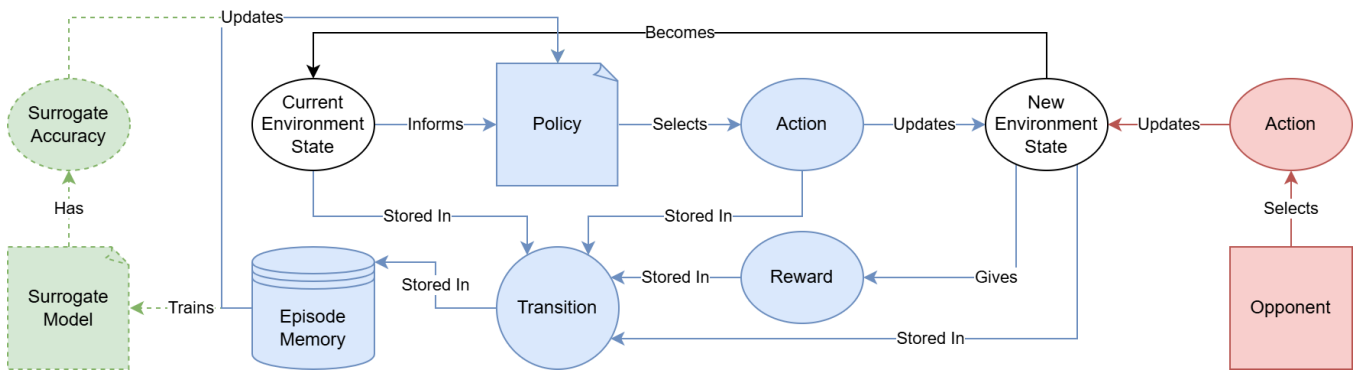 Updates
Becomes
Surrogate
Accuracy
Current
Environment
State
Informs
Policy
Selects
Action
Updates
New
Environment
State
Updates
Action
Has
Stored In
Stored In
Selects
Surrogate
Model
Trains
Episode
Memory
Stored In
Transition
Stored In
Reward
Gives
Opponent
Stored In